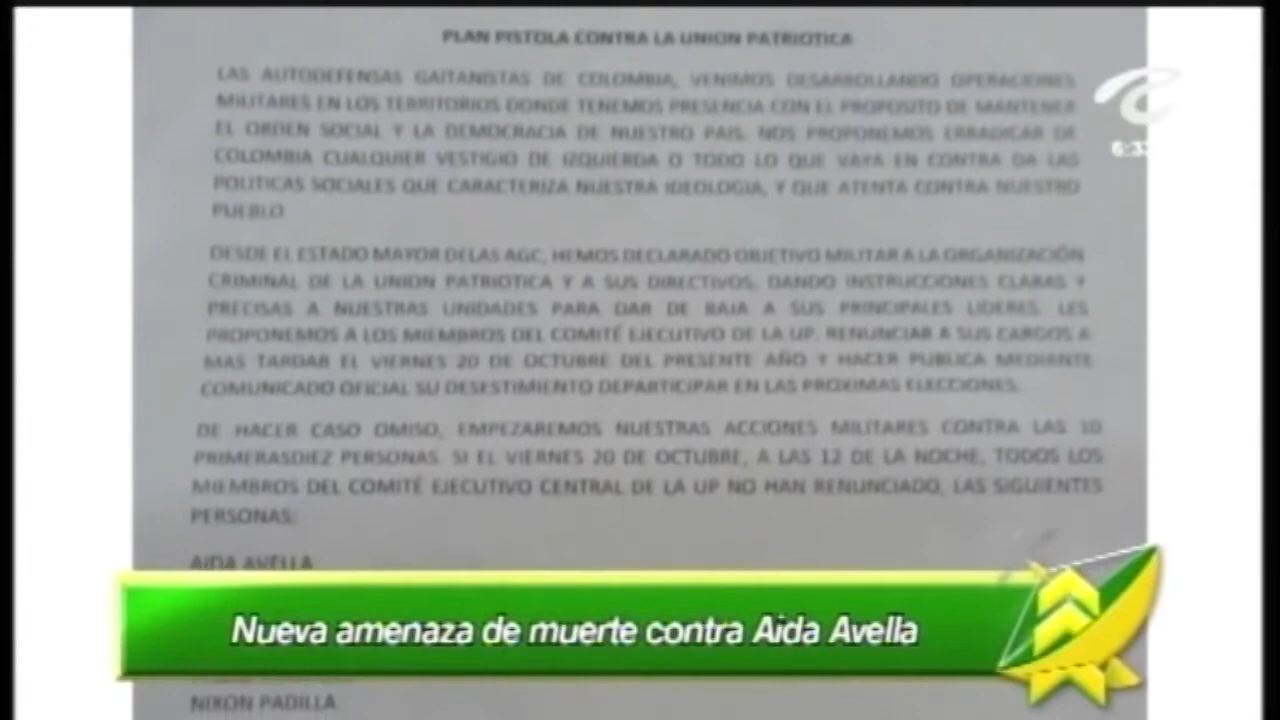 PLAN PISTOLA CONTRA LA UNION PATRIOTICA
LAS AUTODEFENSAS GAITANISTAS DE COLOMBIA, VENIMOS DESARROLLANDO OPERACIONES
MILITARES EN LOS TERRITORIOS DONDE TENEMOS PRESENCIA CON EL PROPOSITO DE MANTENER
EL ORDEN SOCIAL Y LA DEMOCRACIA DE NUESTRO PAIS. NOS PROPONEMOS ERRADICAR DE
COLOMBIA CUALQUIER VESTIGIO DE IZQUIERDA O TODO LO QUE VAYA EN CONTRA DA LAS
POLITICAS SOCIALES QUE CARACTERIZA NUESTRA IDEOLOGIA, Y QUE ATENTA CONTRA NUESTRO
PUEBLO
6:33
DESDE EL ESTADO MAYOR DELAS AGC, HEMOS DECLARADO OBJETIVO MILITAR A LA ORGANIZACIÓN
CRIMINAL DE LA UNION PATRIOTICA Y A SUS DIRECTIVOS, DANDO INSTRUCCIONES CLARAS Y
PRECISAS A NUESTRAS UNIDADES PARA DAR DE BAJA A SUS PRINCIPALES LIDERES. LES
PROPONEMOS A LOS MIEMBROS DEL COMITÉ EJECUTIVO DE LA UP, RENUNCIAR A SUS CARGOS A
MAS TARDAR EL VIERNES 20 DE OCTUBRE DEL PRESENTE AÑO Y HACER PUBLICA MEDIANTE
COMUNICADO OFICIAL SU DESESTIMIENTO DEPARTICIPAR EN LAS PROXIMAS ELECCIONES.
DE HACER CASO OMISO, EMPEZAREMOS NUESTRAS ACCIONES MILITARES CONTRA LAS 10
PRIMERASDIEZ PERSONAS. SI EL VIERNES 20 DE OCTUBRE, A LAS 12 DE LA NOCHE, TODOS LOS
MIEMBROS DEL COMITÉ EJECUTIVO CENTRAL DE LA UP NO HAN RENUNCIADO, LAS SIGUIENTES
PERSONAS:
AIDA AVELLA
Nueva amenaza de muerte contra Aida Avella
NIXON PADILLA